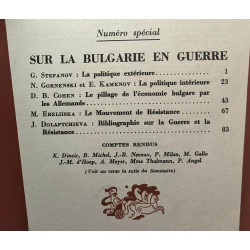 Numéro spécial
SUR LA BULGARIE EN GUERRE
G. STEFANOV : La politique extérieure. . . . 1
N. GORNENSKI et E. KAMENOV : La politique intérieure 23
D. B. COHEN : Le pillage de l'économie bulgare par
les Allemands . . . . 43
M. EREILISKA : Le Mouvement de Résistance . . . . 67
J. DOLAPTCHIEVA : Bibliographie sur la Guerre et la
Résistance . . . . 83
COMPTES RENDUS
K. Dincic, B. Michel, J.-B. Neveux, P. Milza, M. Gallo
J.-M. d'Hoop, A. Meyer, Mme Thalmann, P. Angel
(Voir au verso la suite du Sommaire)